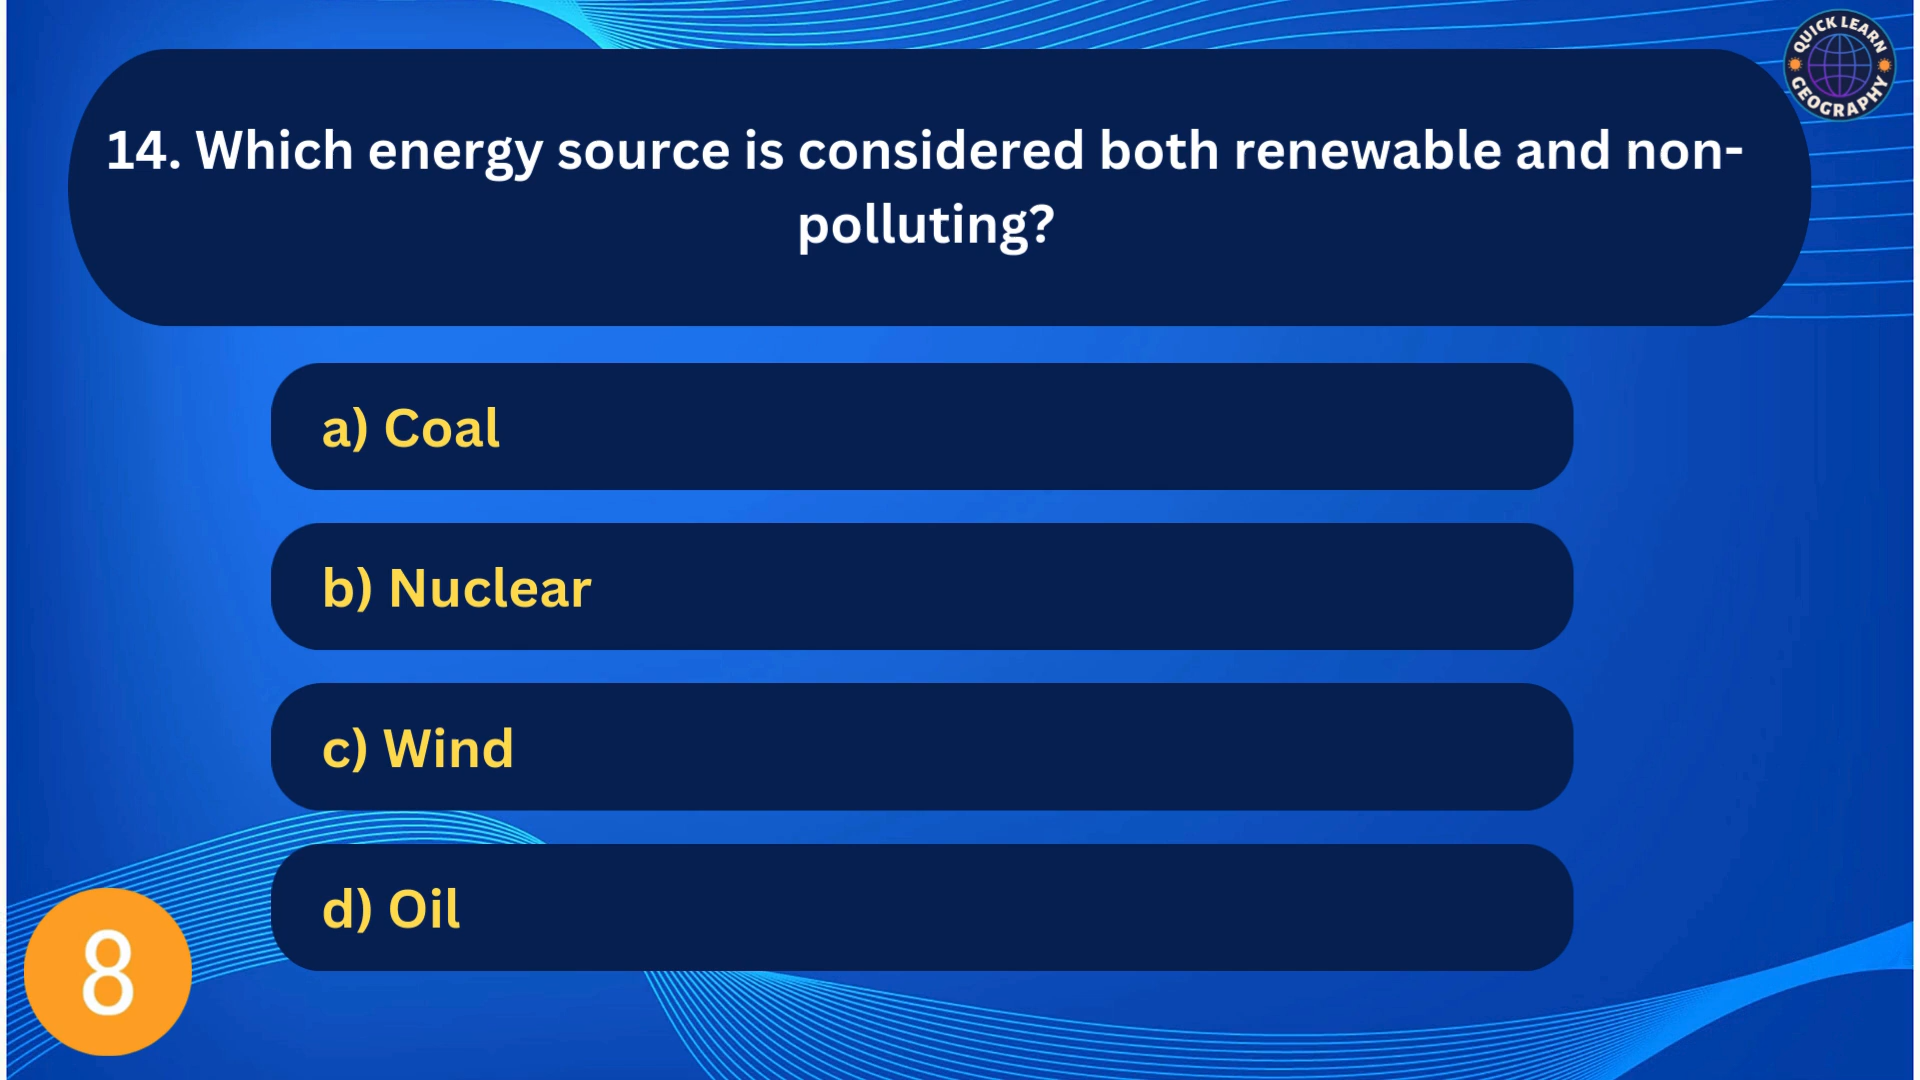 QUICK LEARN
GEOGRAPHY
14. Which energy source is considered both renewable and non-
polluting?
a) Coal
b) Nuclear
c) Wind
d) Oil
8